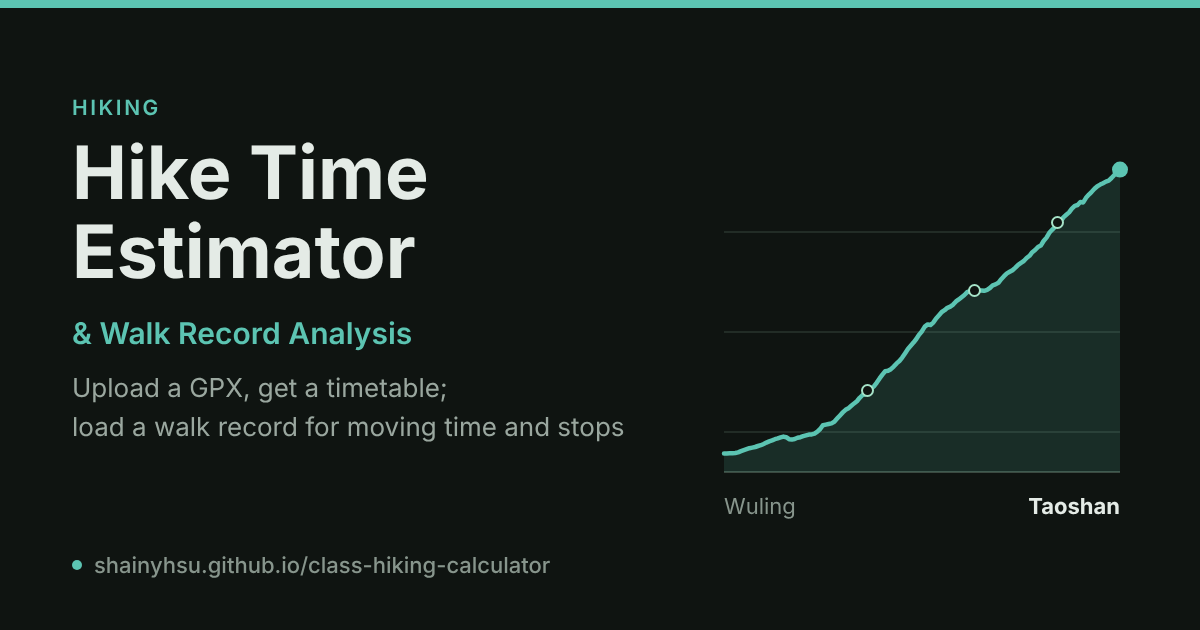 HIKING
Hike Time
Estimator
& Walk Record Analysis
Upload a GPX, get a timetable;
load a walk record for moving time and stops
Wuling
Taoshan
shainyhsu.github.io/class-hiking-calculator